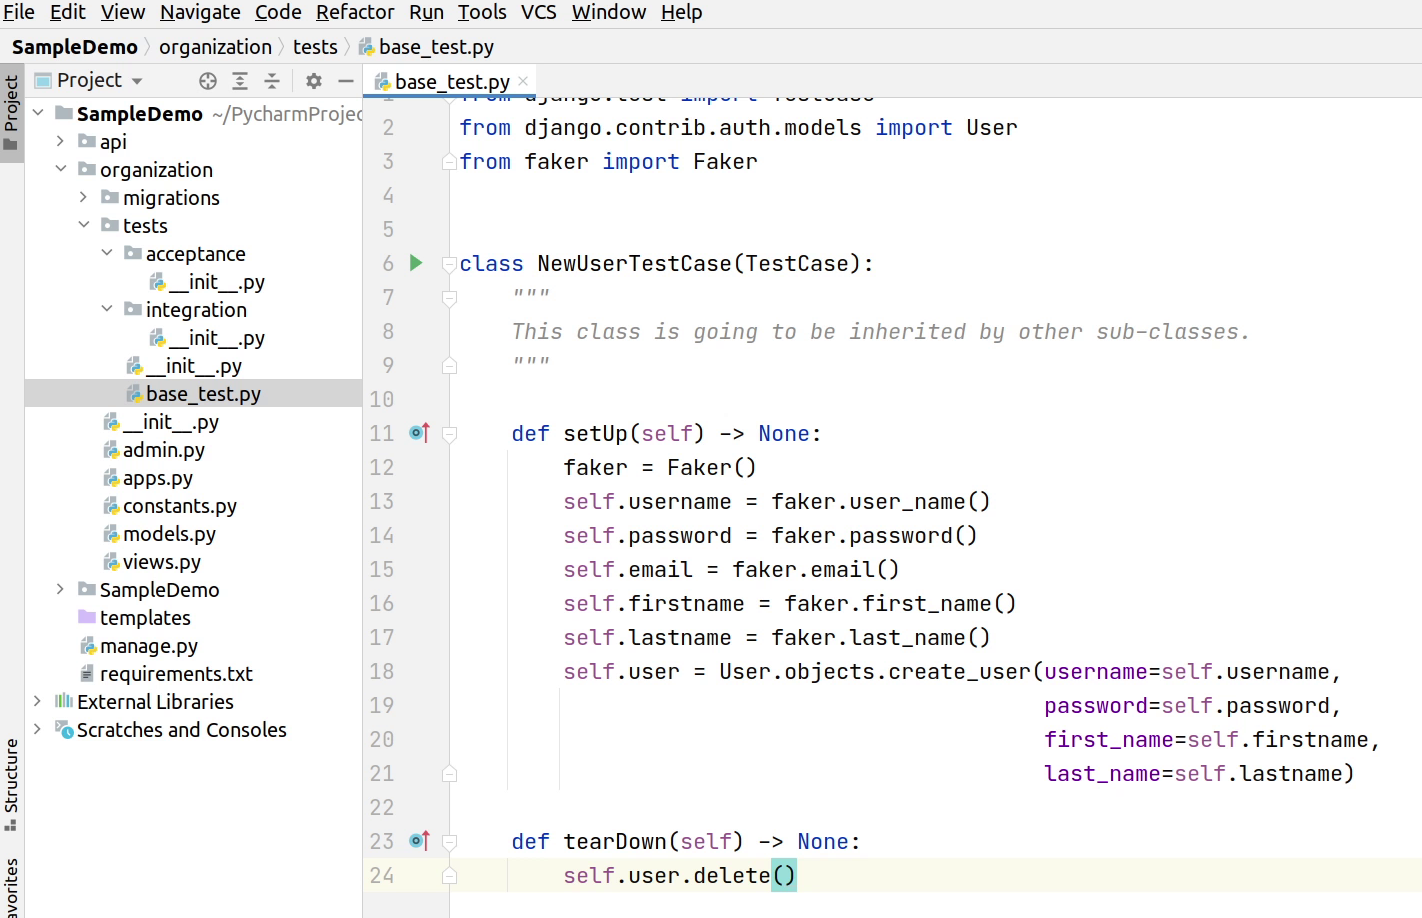 File Edit View Navigate Code Refactor Run Tools VCS Window Help
SampleDemo organization tests base_test.py
Project
Project
base_test.py
SampleDemo ~/PycharmProjec
api
organization
migrations
tests
acceptance
__init__.py
integration
__init__.py
__init__.py
base_test.py
__init__.py
admin.py
apps.py
constants.py
models.py
views.py
SampleDemo
templates
manage.py
requirements.txt
External Libraries
Scratches and Consoles
Structure
avorites
1 from django.test import TestCase
2 from django.contrib.auth.models import User
3 from faker import Faker
4
5
6 class NewUserTestCase(TestCase):
7 """
8 This class is going to be inherited by other sub-classes.
9 """
10
11 def setUp(self) -> None:
12 faker = Faker()
13 self.username = faker.user_name()
14 self.password = faker.password()
15 self.email = faker.email()
16 self.firstname = faker.first_name()
17 self.lastname = faker.last_name()
18 self.user = User.objects.create_user(username=self.username,
19 password=self.password,
20 first_name=self.firstname,
21 last_name=self.lastname)
22
23 def tearDown(self) -> None:
24 self.user.delete()